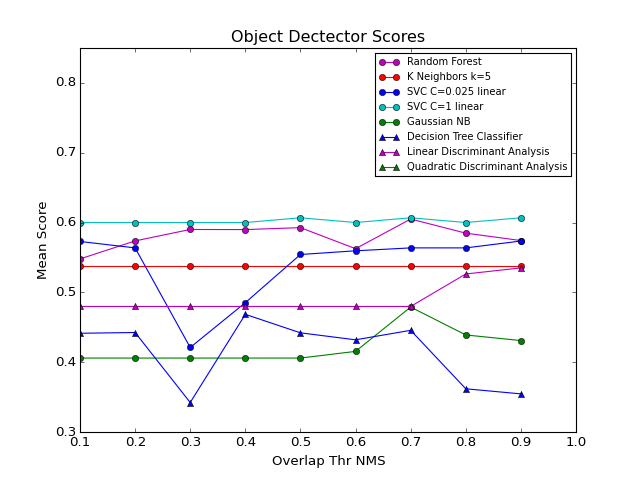 Object Dectector Scores
Random Forest
K Neighbors k=5
SVC C=0.025 linear
SVC C=1 linear
Gaussian NB
Decision Tree Classifier
Linear Discriminant Analysis
Quadratic Discriminant Analysis
Mean Score
0.8
0.7
0.6
0.5
0.4
0.3
0.1 0.2 0.3 0.4 0.5 0.6 0.7 0.8 0.9 1.0
Overlap Thr NMS